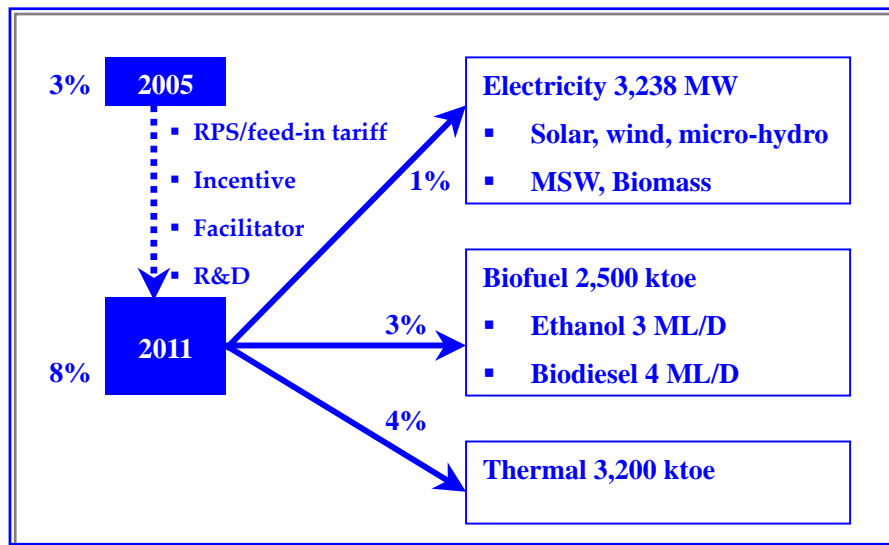 3%
2005
▪ RPS/feed-in tariff
▪ Incentive
▪ Facilitator
▪ R&D
2011
8%
1%
3%
4%
Electricity 3,238 MW
▪ Solar, wind, micro-hydro
▪ MSW, Biomass
Biofuel 2,500 ktoe
▪ Ethanol 3 ML/D
▪ Biodiesel 4 ML/D
Thermal 3,200 ktoe